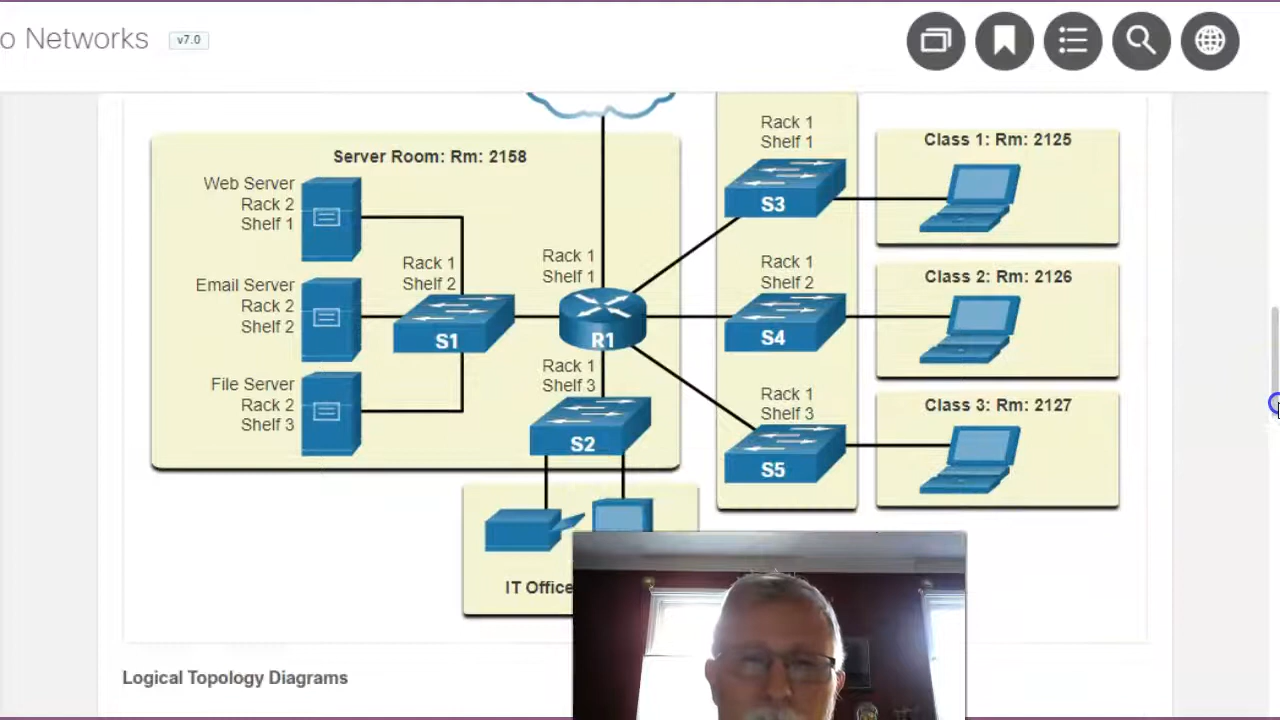 o Networks
v7.0
Server Room: Rm: 2158
Web Server
Rack 2
Shelf 1
Email Server
Rack 2
Shelf 2
File Server
Rack 2
Shelf 3
Rack 1
Shelf 2
S1
Rack 1
Shelf 1
R1
Rack 1
Shelf 3
S2
IT Office
Rack 1
Shelf 1
S3
Rack 1
Shelf 2
S4
Rack 1
Shelf 3
S5
Class 1: Rm: 2125
Class 2: Rm: 2126
Class 3: Rm: 2127
Logical Topology Diagrams